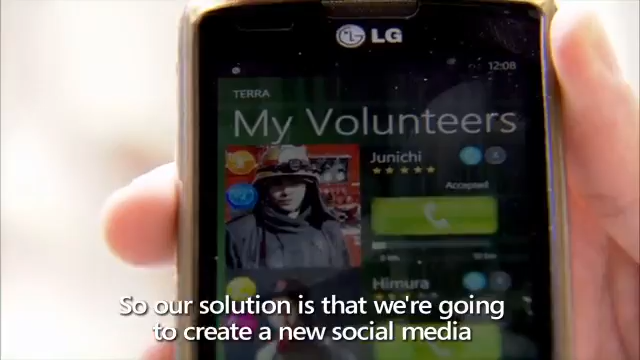 LG
12:08
TERRA
My Volunteers
Junichi
Accepted
Himura
So our solution is that we're going
to create a new social media